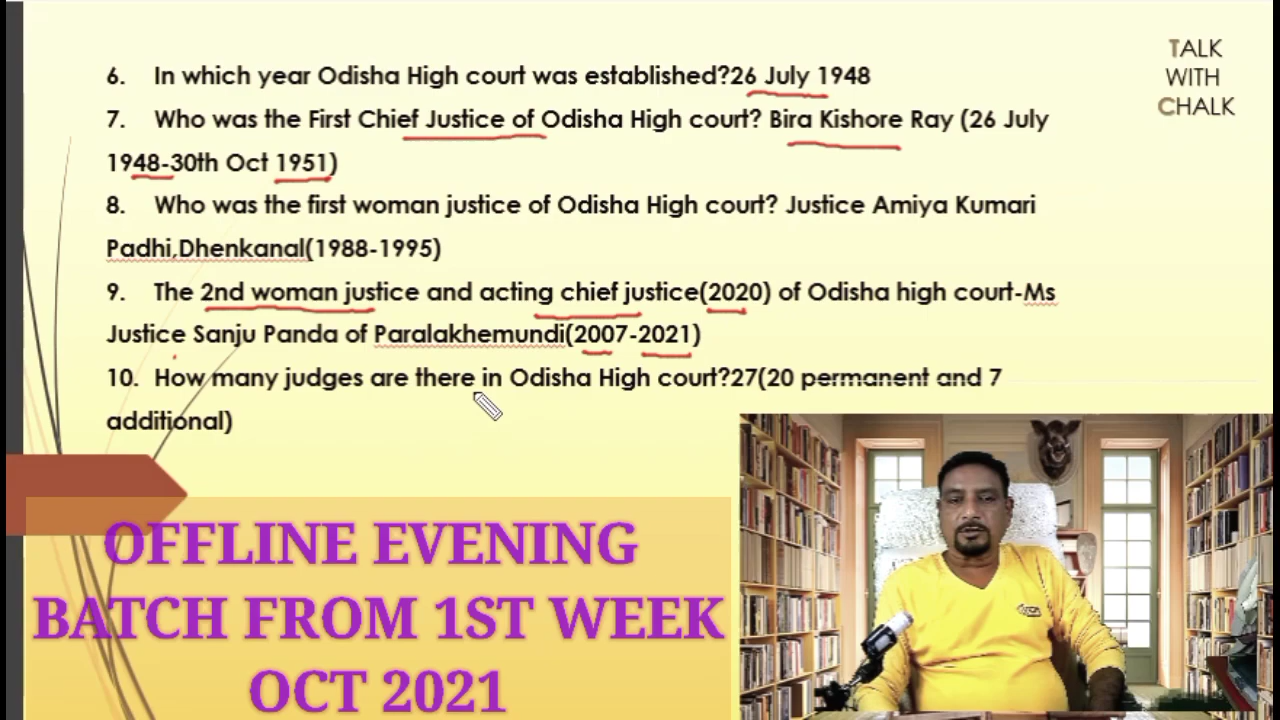 TALK
WITH
CHALK
6. In which year Odisha High court was established?26 July 1948
7. Who was the First Chief Justice of Odisha High court? Bira Kishore Ray (26 July
1948-30th Oct 1951)
8. Who was the first woman justice of Odisha High court? Justice Amiya Kumari
Padhi,Dhenkanal(1988-1995)
9. The 2nd woman justice and acting chief justice(2020) of Odisha high court-Ms
Justice Sanju Panda of Paralakhemundi(2007-2021)
10. How many judges are there in Odisha High court?27(20 permanent and 7
additional)
OFFLINE EVENING
BATCH FROM 1ST WEEK
OCT 2021